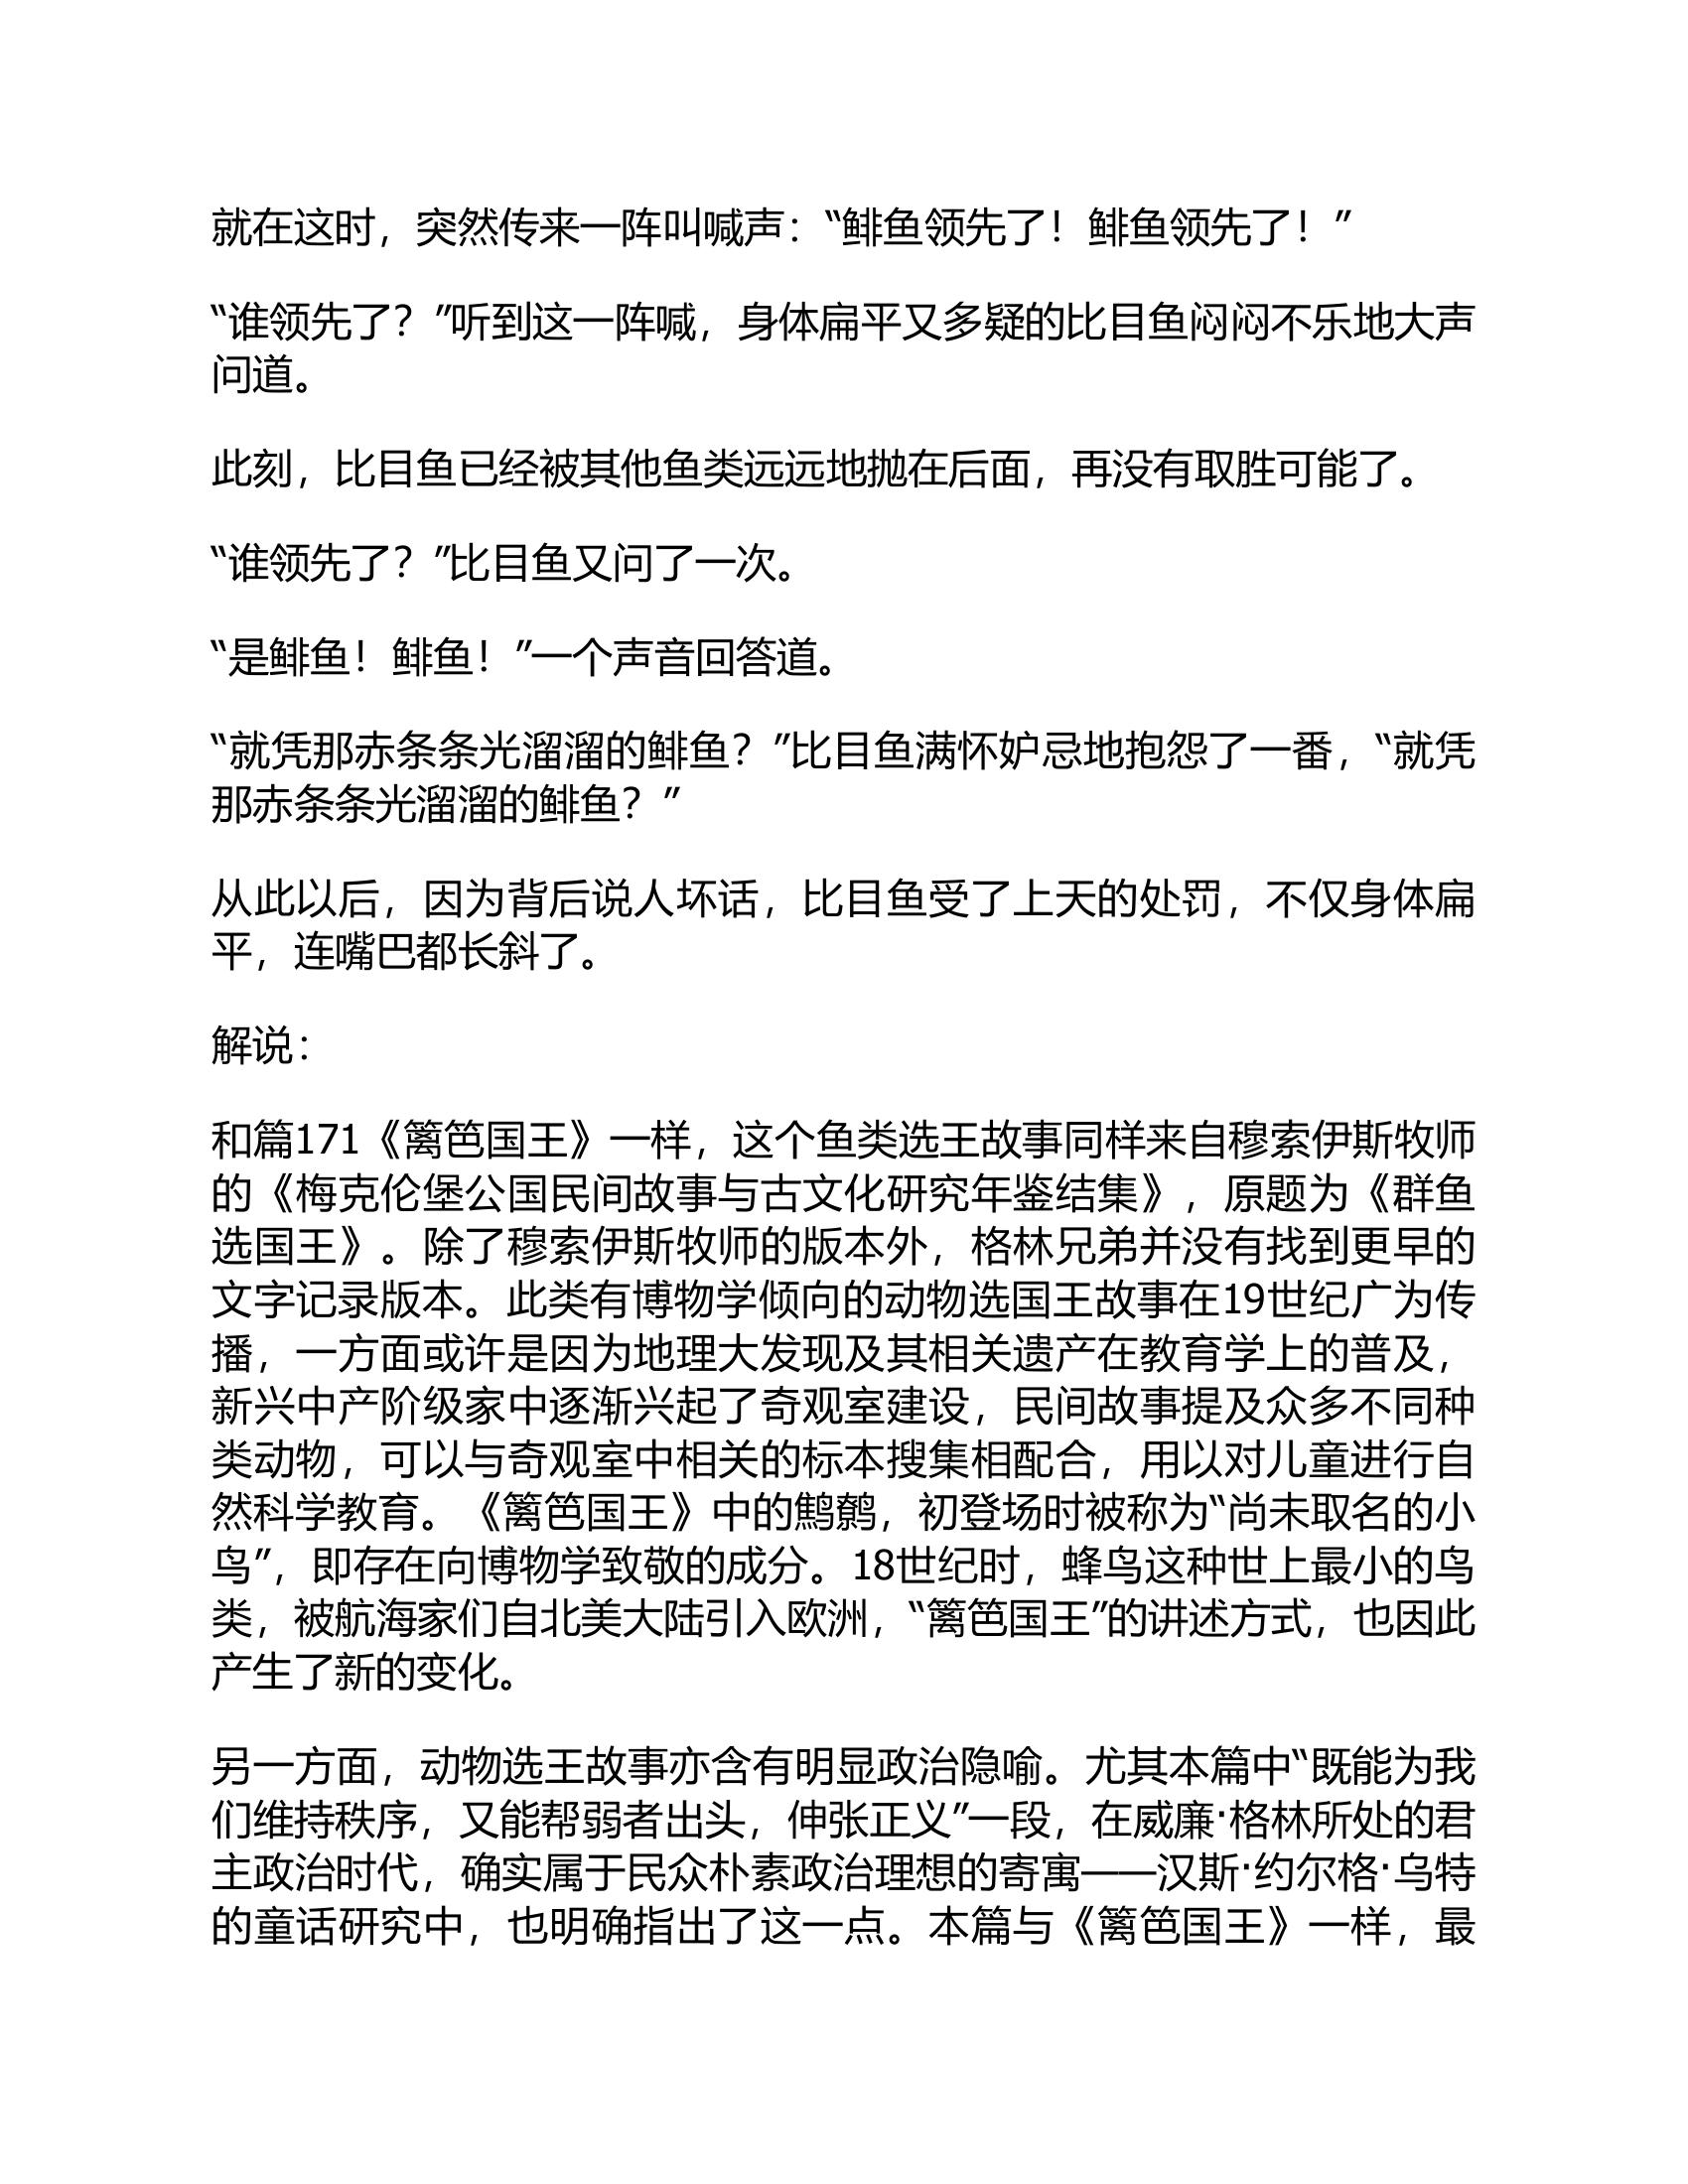 就在这时，突然传来一阵叫喊声：“鲱鱼领先了！鲱鱼领先了！”
“谁领先了？”听到这一阵喊，身体扁平又多疑的比目鱼闷闷不乐地大声
问道。
此刻，比目鱼已经被其他鱼类远远地抛在后面，再没有取胜可能了。
“谁领先了？”比目鱼又问了一次。
“是鲱鱼！鲱鱼！”一个声音回答道。
“就凭那赤条条光溜溜的鲱鱼？”比目鱼满怀妒忌地抱怨了一番，“就凭
那赤条条光溜溜的鲱鱼？”
从此以后，因为背后说人坏话，比目鱼受了上天的处罚，不仅身体扁
平，连嘴巴都长斜了。
解说：
和篇171《篱笆国王》一样，这个鱼类选王故事同样来自穆索伊斯牧师
的《梅克伦堡公国民间故事与古文化研究年鉴结集》，原题为《群鱼
选国王》。除了穆索伊斯牧师的版本外，格林兄弟并没有找到更早的
文字记录版本。此类有博物学倾向的动物选国王故事在19世纪广为传
播，一方面或许是因为地理大发现及其相关遗产在教育学上的普及，
新兴中产阶级家中逐渐兴起了奇观室建设，民间故事提及众多不同种
类动物，可以与奇观室中相关的标本搜集相配合，用以对儿童进行自
然科学教育。《篱笆国王》中的鹪鹩，初登场时被称为“尚未取名的小
鸟”，即存在向博物学致敬的成分。18世纪时，蜂鸟这种世上最小的鸟
类，被航海家们自北美大陆引入欧洲，“篱笆国王”的讲述方式，也因此
产生了新的变化。
另一方面，动物选王故事亦含有明显政治隐喻。尤其本篇中“既能为我
们维持秩序，又能帮弱者出头，伸张正义”一段，在威廉·格林所处的君
主政治时代，确实属于民众朴素政治理想的寄寓——汉斯·约尔格·乌特
的童话研究中，也明确指出了这一点。本篇与《篱笆国王》一样，最